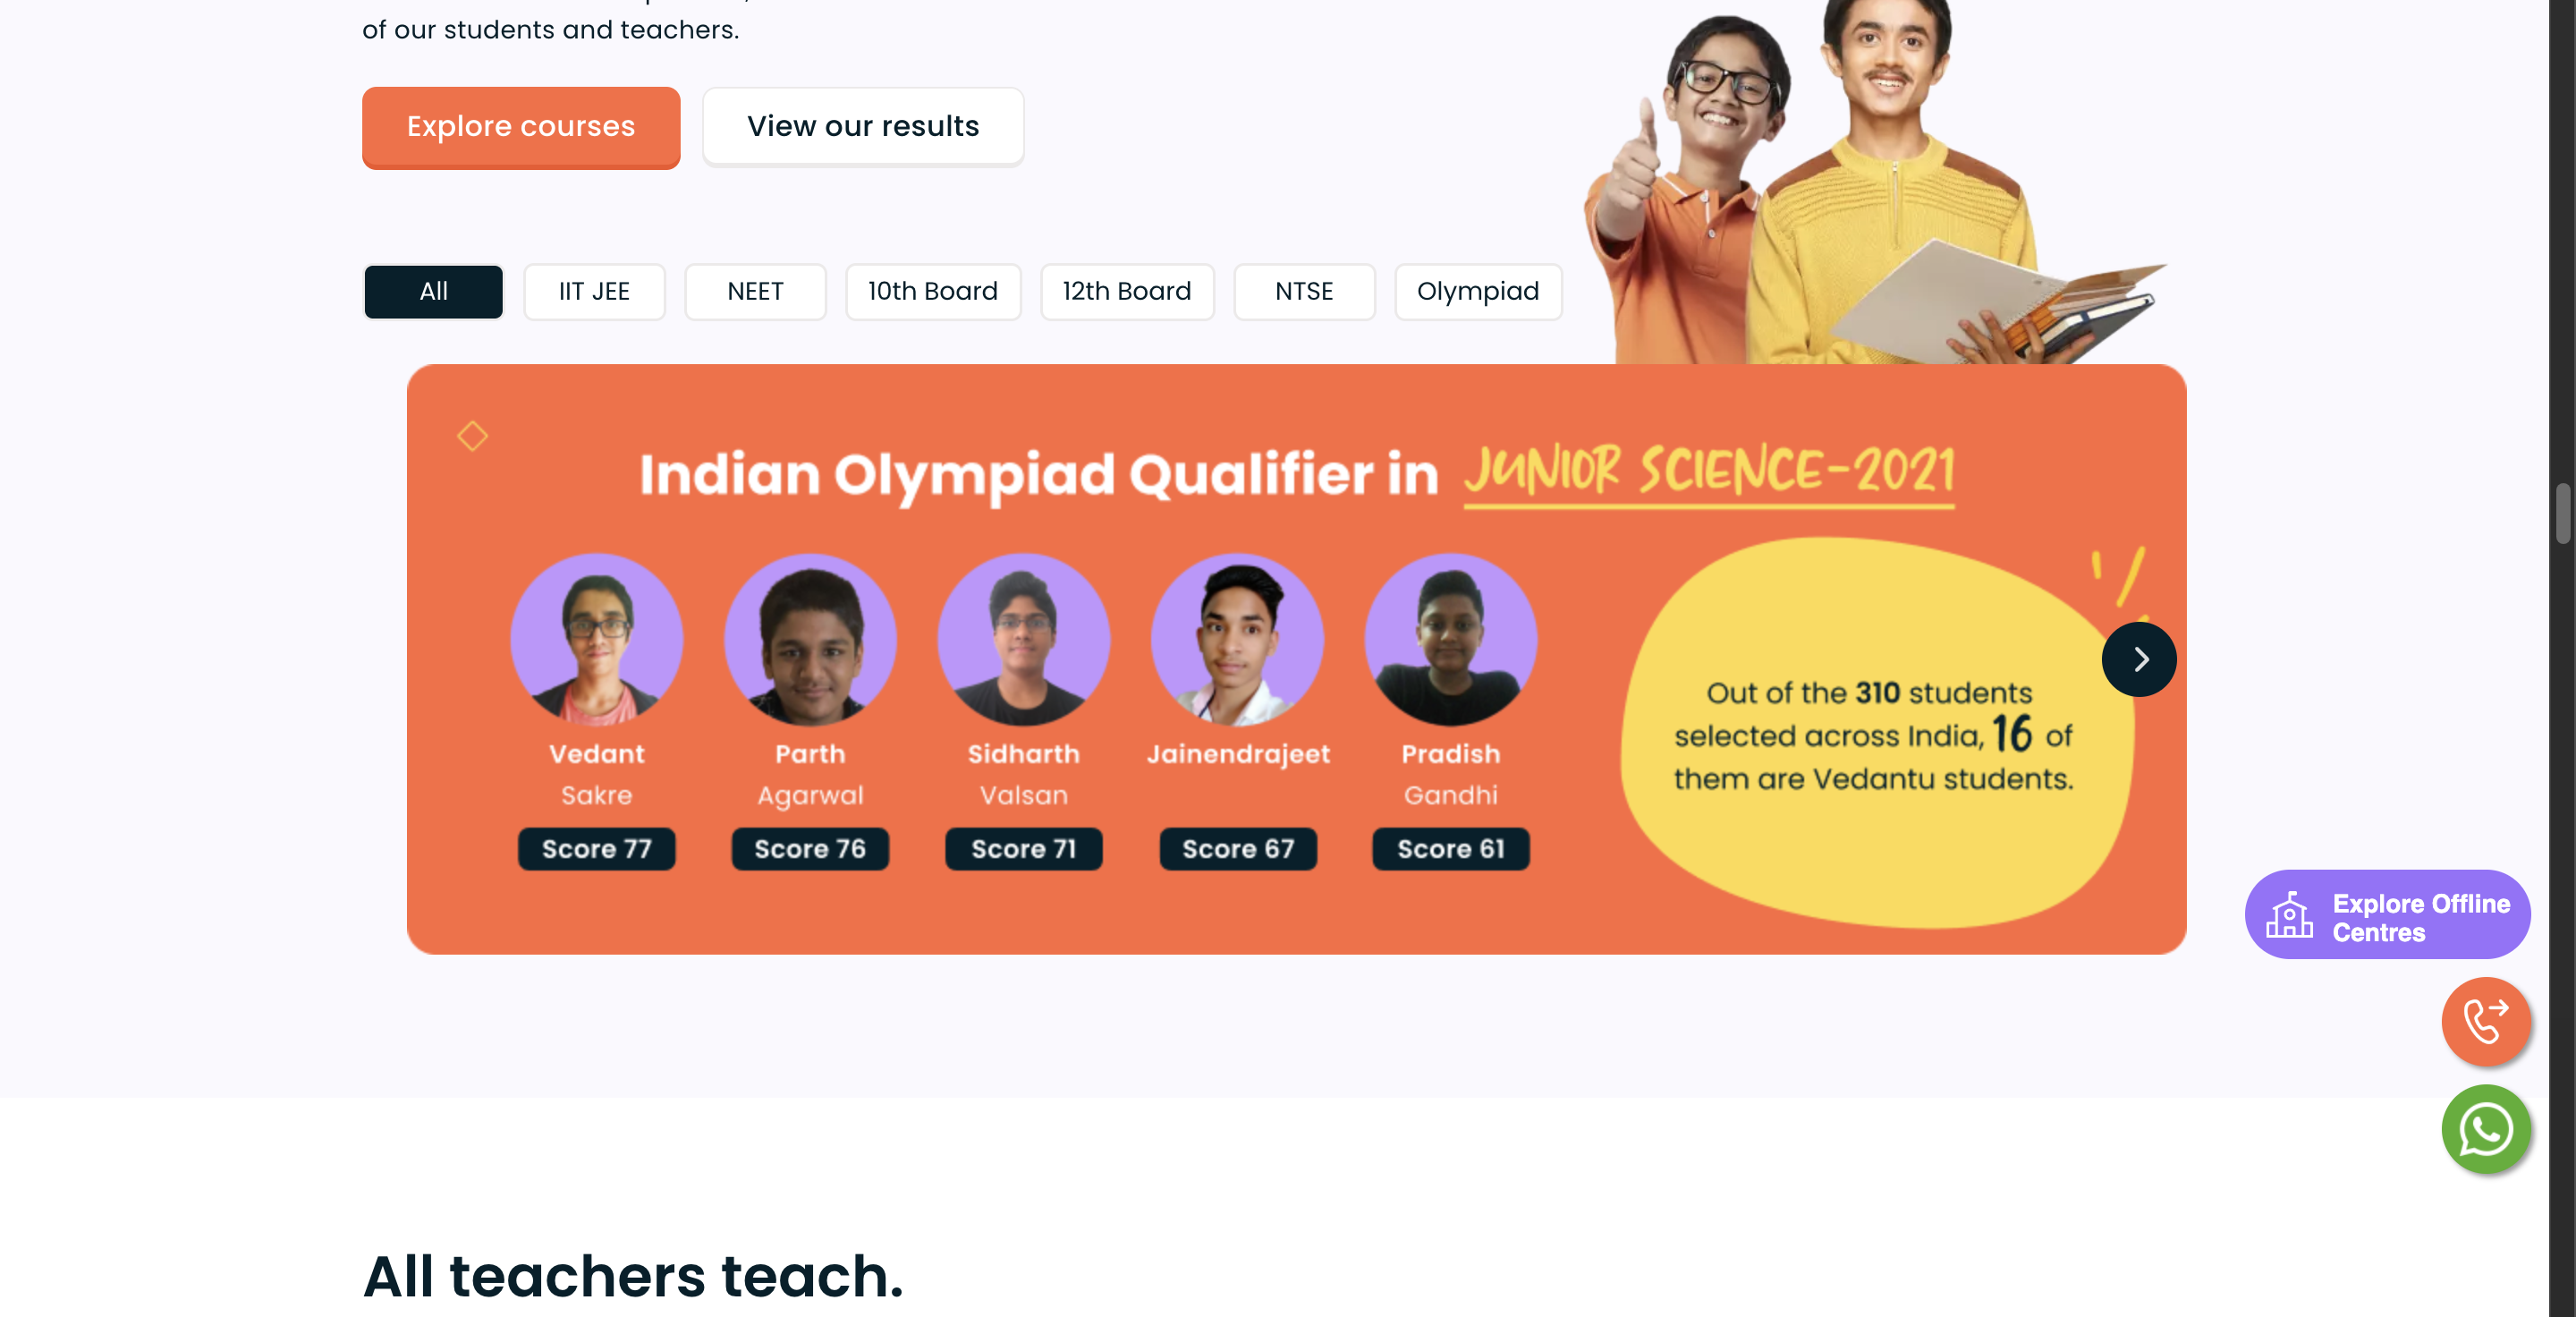 of our students and teachers.
Explore courses
View our results
All
IIT JEE
NEET
10th Board
12th Board
NTSE
Olympiad
Indian Olympiad Qualifier in JUNIOR SCIENCE-2021
Vedant
Sakre
Score 77
Parth
Agarwal
Score 76
Sidharth
Valsan
Score 71
Jainendrajeet
Score 67
Pradish
Gandhi
Score 61
Out of the 310 students
selected across India, 16 of
them are Vedantu students.
Explore Offline
Centres
All teachers teach.